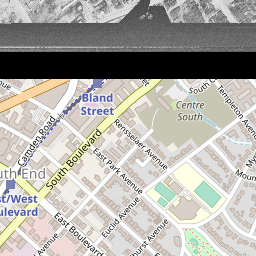 Bland
Street
Camden Road
Rensselaer Avenue
Centre
South
South
Templeton Avenue
South End
South Boulevard
East/West
Boulevard
East Park Avenue
Euclid Avenue
East Boulevard